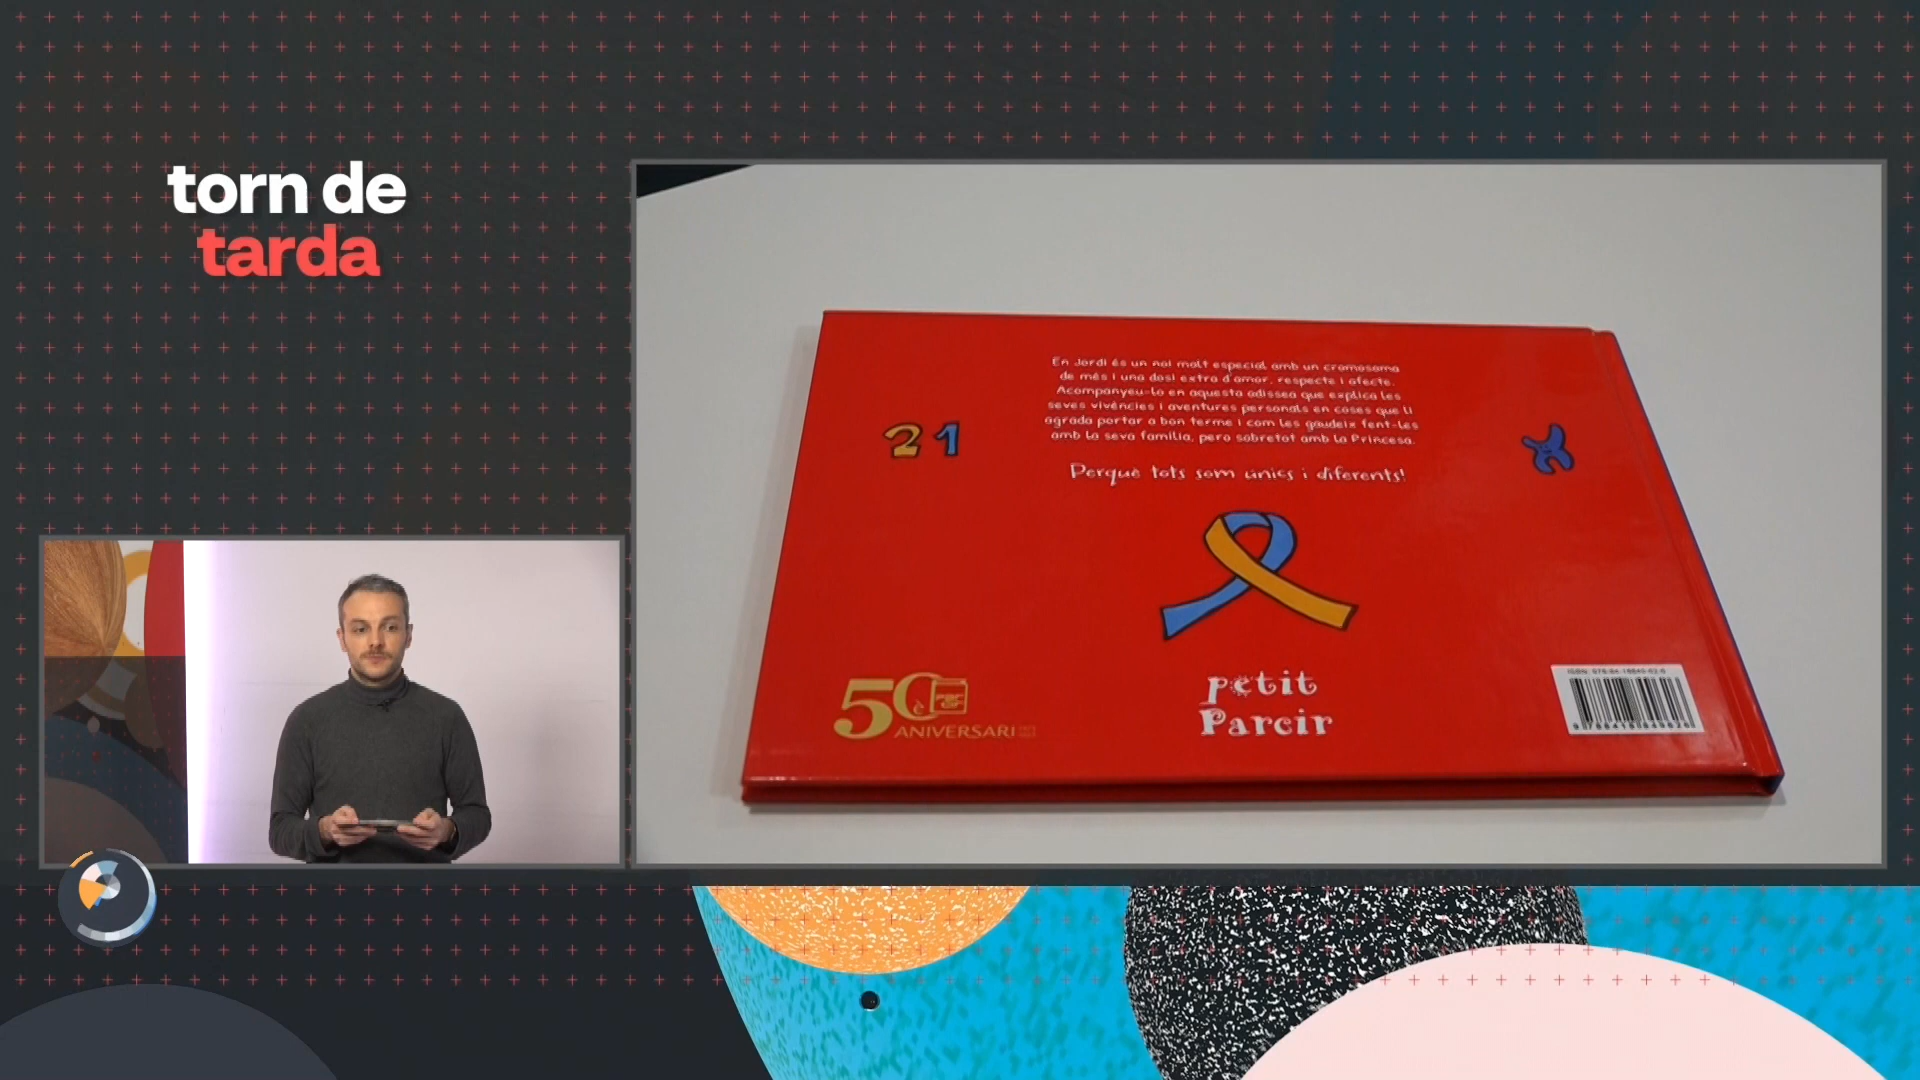 torn de
tarda
En Jordi és un noi molt especial amb un cromosoma
de més i una dosi extra d'amor, respecte i afecte.
Acompanyeu-lo en aquesta odissea que explica les
seves vivències i aventures personals en coses que li
agrada portar a bon terme i com les gaudeix fent-les
amb la seva família, però sobretot amb la Princesa.
21
Perquè tots som únics i diferents!
50è
ANIVERSARI
petit
Parcir